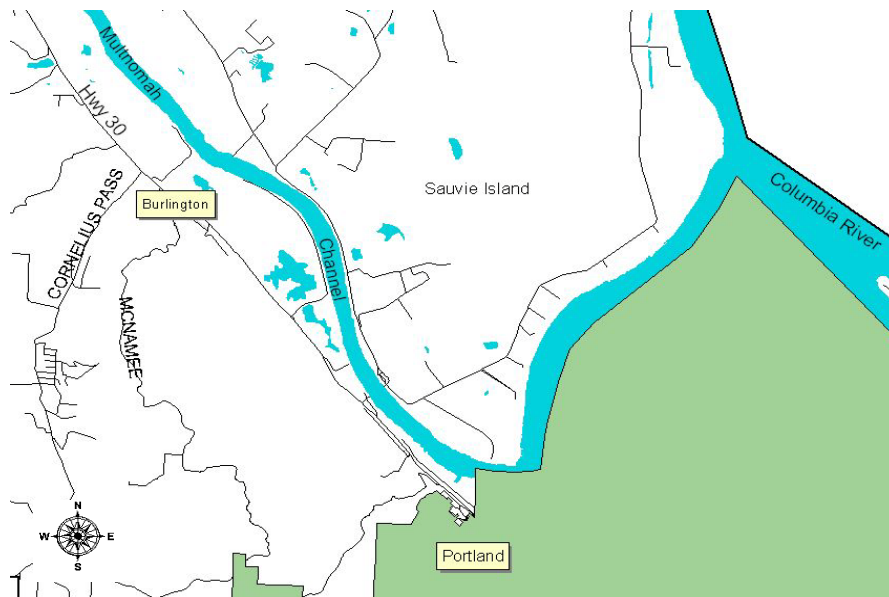 Multnomah
Hwy 30
CORNELIUS PASS
Burlington
Sauvie Island
Columbia River
Channel
MCNAMEE
N
W E
S
Portland